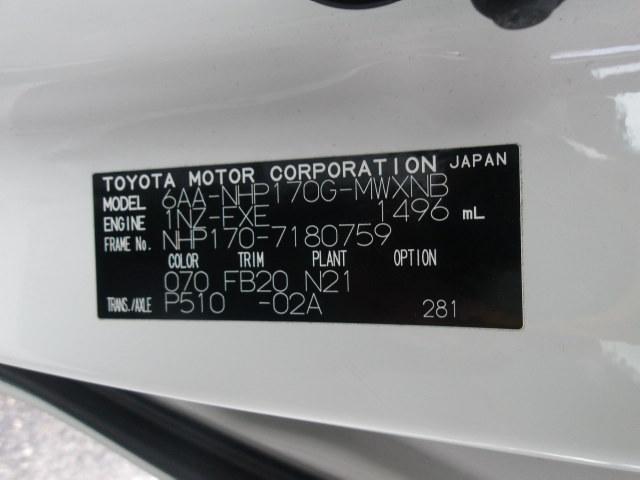 TOYOTA MOTOR CORPORATION JAPAN
MODEL 6AA-NHP170G-MWXNB
ENGINE 1NZ-FXE 1496 mL
FRAME No. NHP170-7180759
COLOR TRIM PLANT OPTION
070 FB20 N21
TRANS./AXLE P510 -02A 281